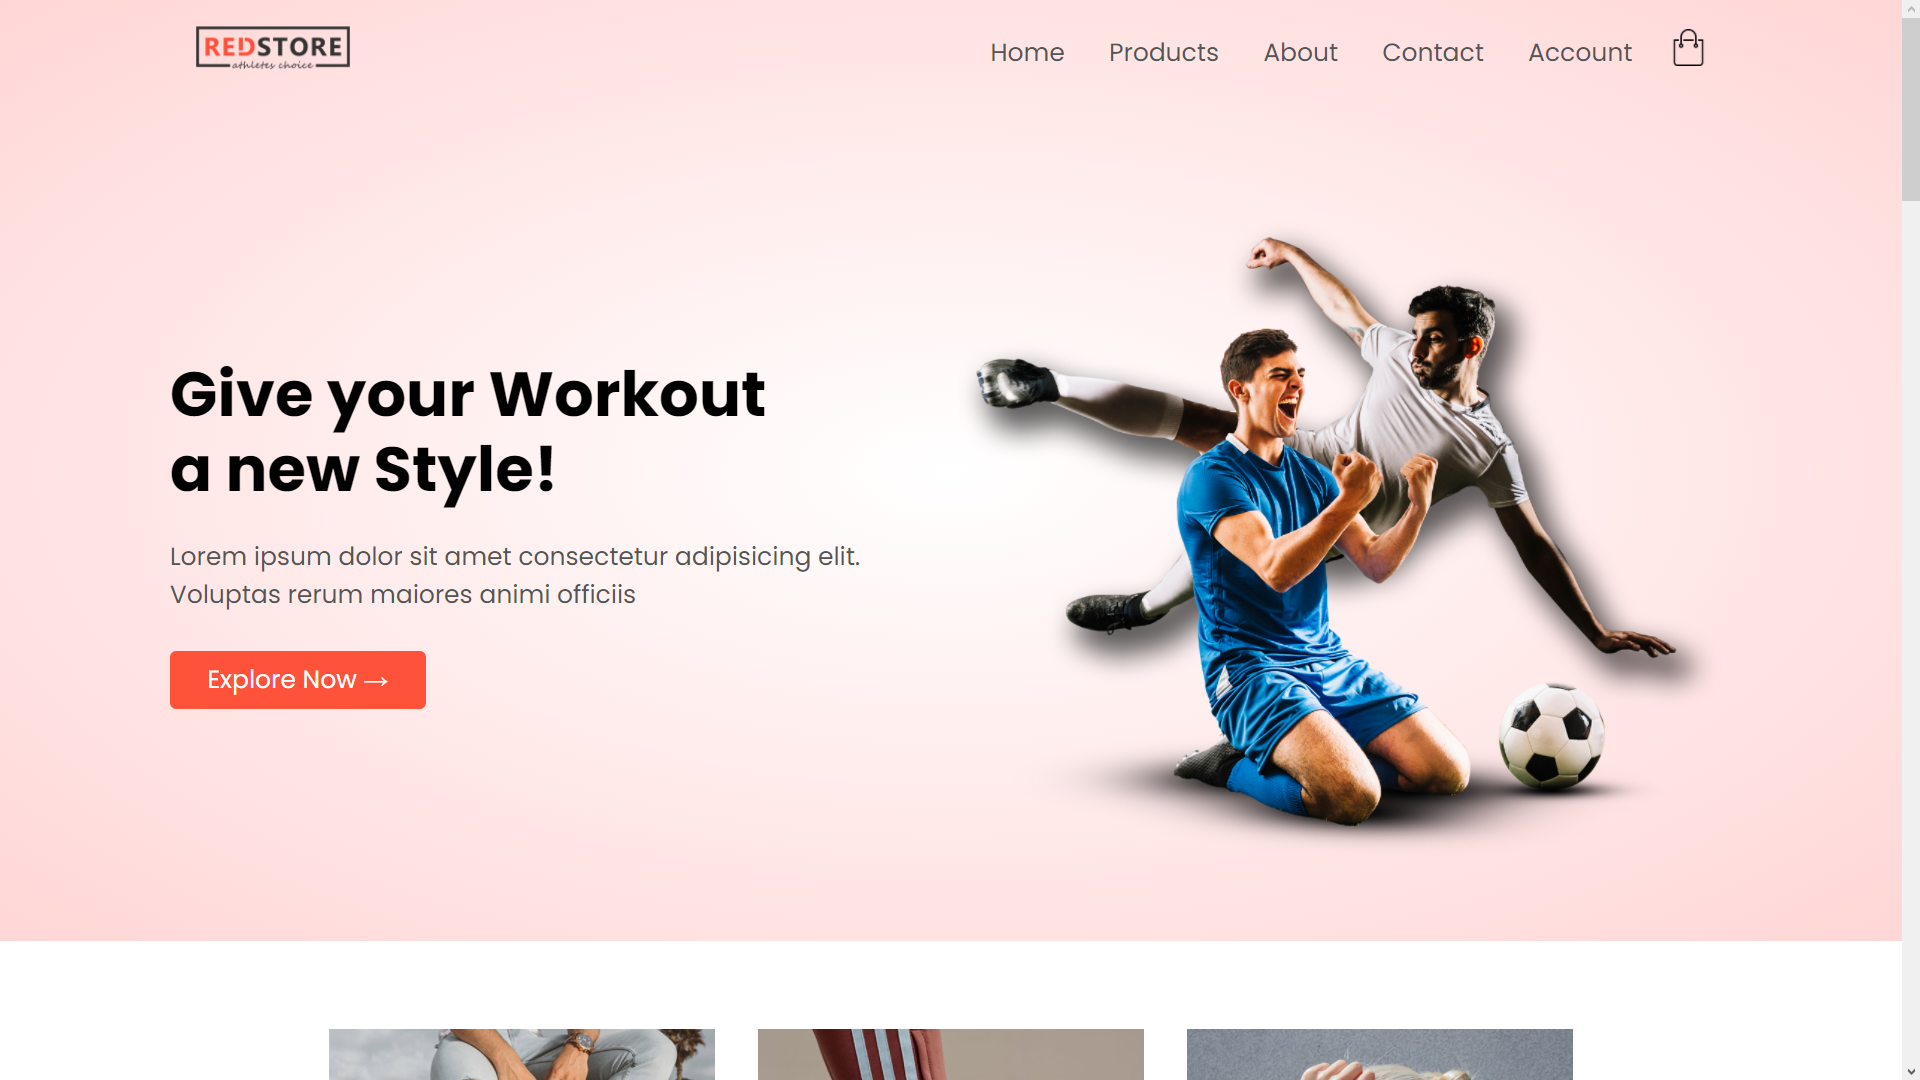 REDSTORE
athletes choice
Home Products About Contact Account
Give your Workout
a new Style!
Lorem ipsum dolor sit amet consectetur adipisicing elit.
Voluptas rerum maiores animi officiis
Explore Now →